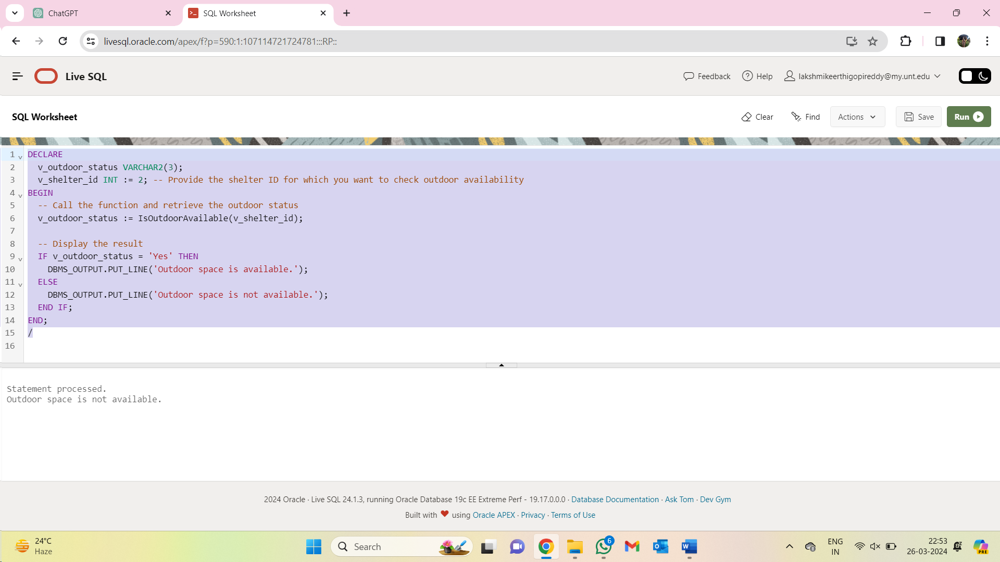 ChatGPT
SQL Worksheet
livesql.oracle.com/apex/f?p=590:1:107114721724781:::RP::
Live SQL
Feedback
Help
lakshmikeerthigopireddy@my.unt.edu
SQL Worksheet
Clear
Find
Actions
Save
Run
1 DECLARE
2 v_outdoor_status VARCHAR2(3);
3 v_shelter_id INT := 2; -- Provide the shelter ID for which you want to check outdoor availability
4 BEGIN
5 -- Call the function and retrieve the outdoor status
6 v_outdoor_status := IsOutdoorAvailable(v_shelter_id);
7
8 -- Display the result
9 IF v_outdoor_status = 'Yes' THEN
10 DBMS_OUTPUT.PUT_LINE('Outdoor space is available.');
11 ELSE
12 DBMS_OUTPUT.PUT_LINE('Outdoor space is not available.');
13 END IF;
14 END;
15 /
16
Statement processed.
Outdoor space is not available.
2024 Oracle · Live SQL 24.1.3, running Oracle Database 19c EE Extreme Perf - 19.17.0.0.0 · Database Documentation · Ask Tom · Dev Gym
Built with ❤ using Oracle APEX · Privacy · Terms of Use
24°C
Haze
Search
6
ENG
IN
22:53
26-03-2024
PRE